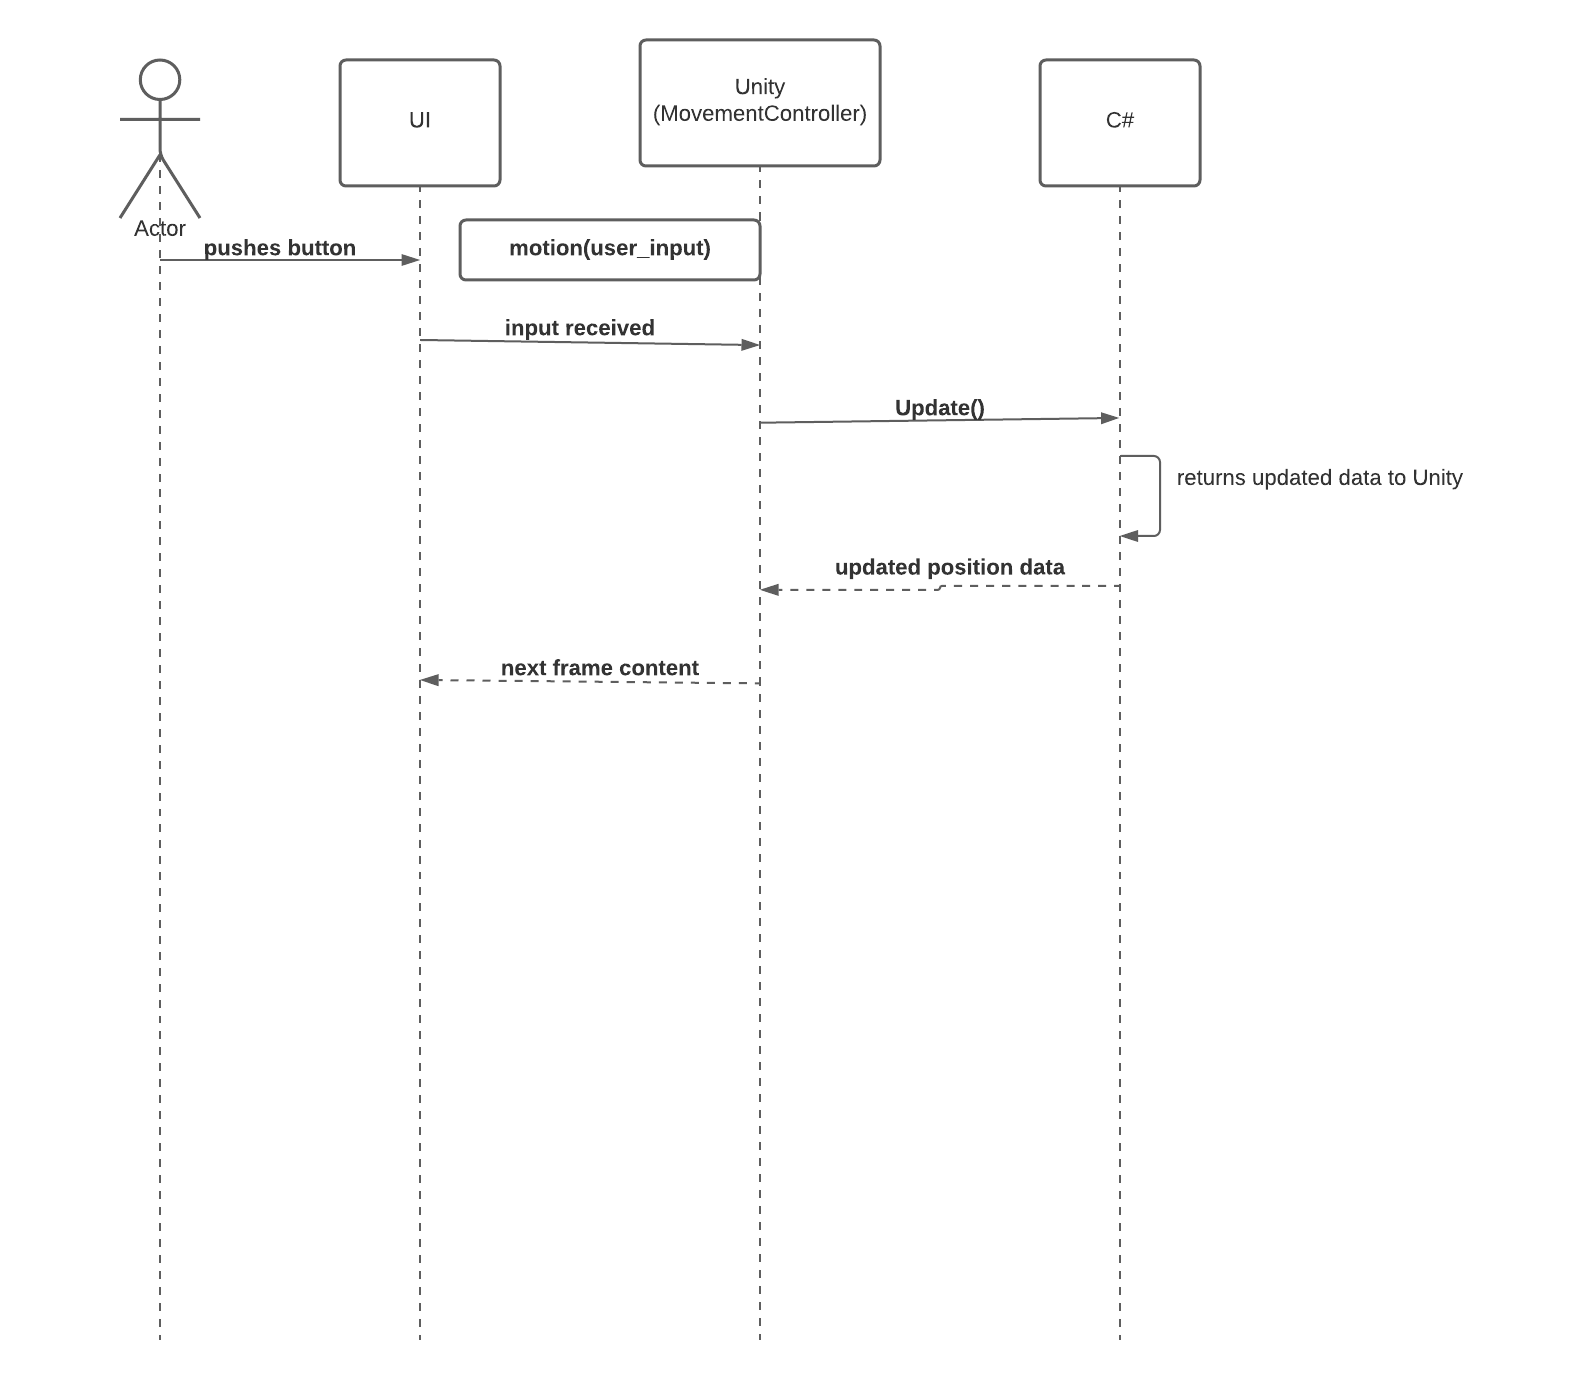 UI
Unity
(MovementController)
C#
Actor
pushes button
motion(user_input)
input received
Update()
returns updated data to Unity
updated position data
next frame content